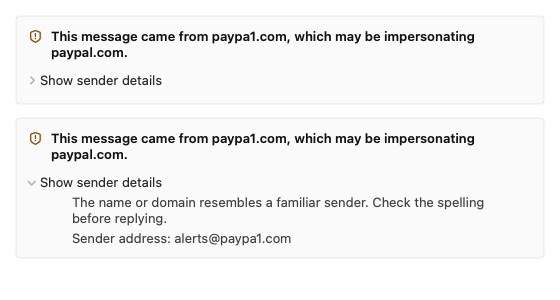 This message came from paypa1.com, which may be impersonating
paypal.com.
Show sender details
This message came from paypa1.com, which may be impersonating
paypal.com.
Show sender details
The name or domain resembles a familiar sender. Check the spelling
before replying.
Sender address: alerts@paypa1.com